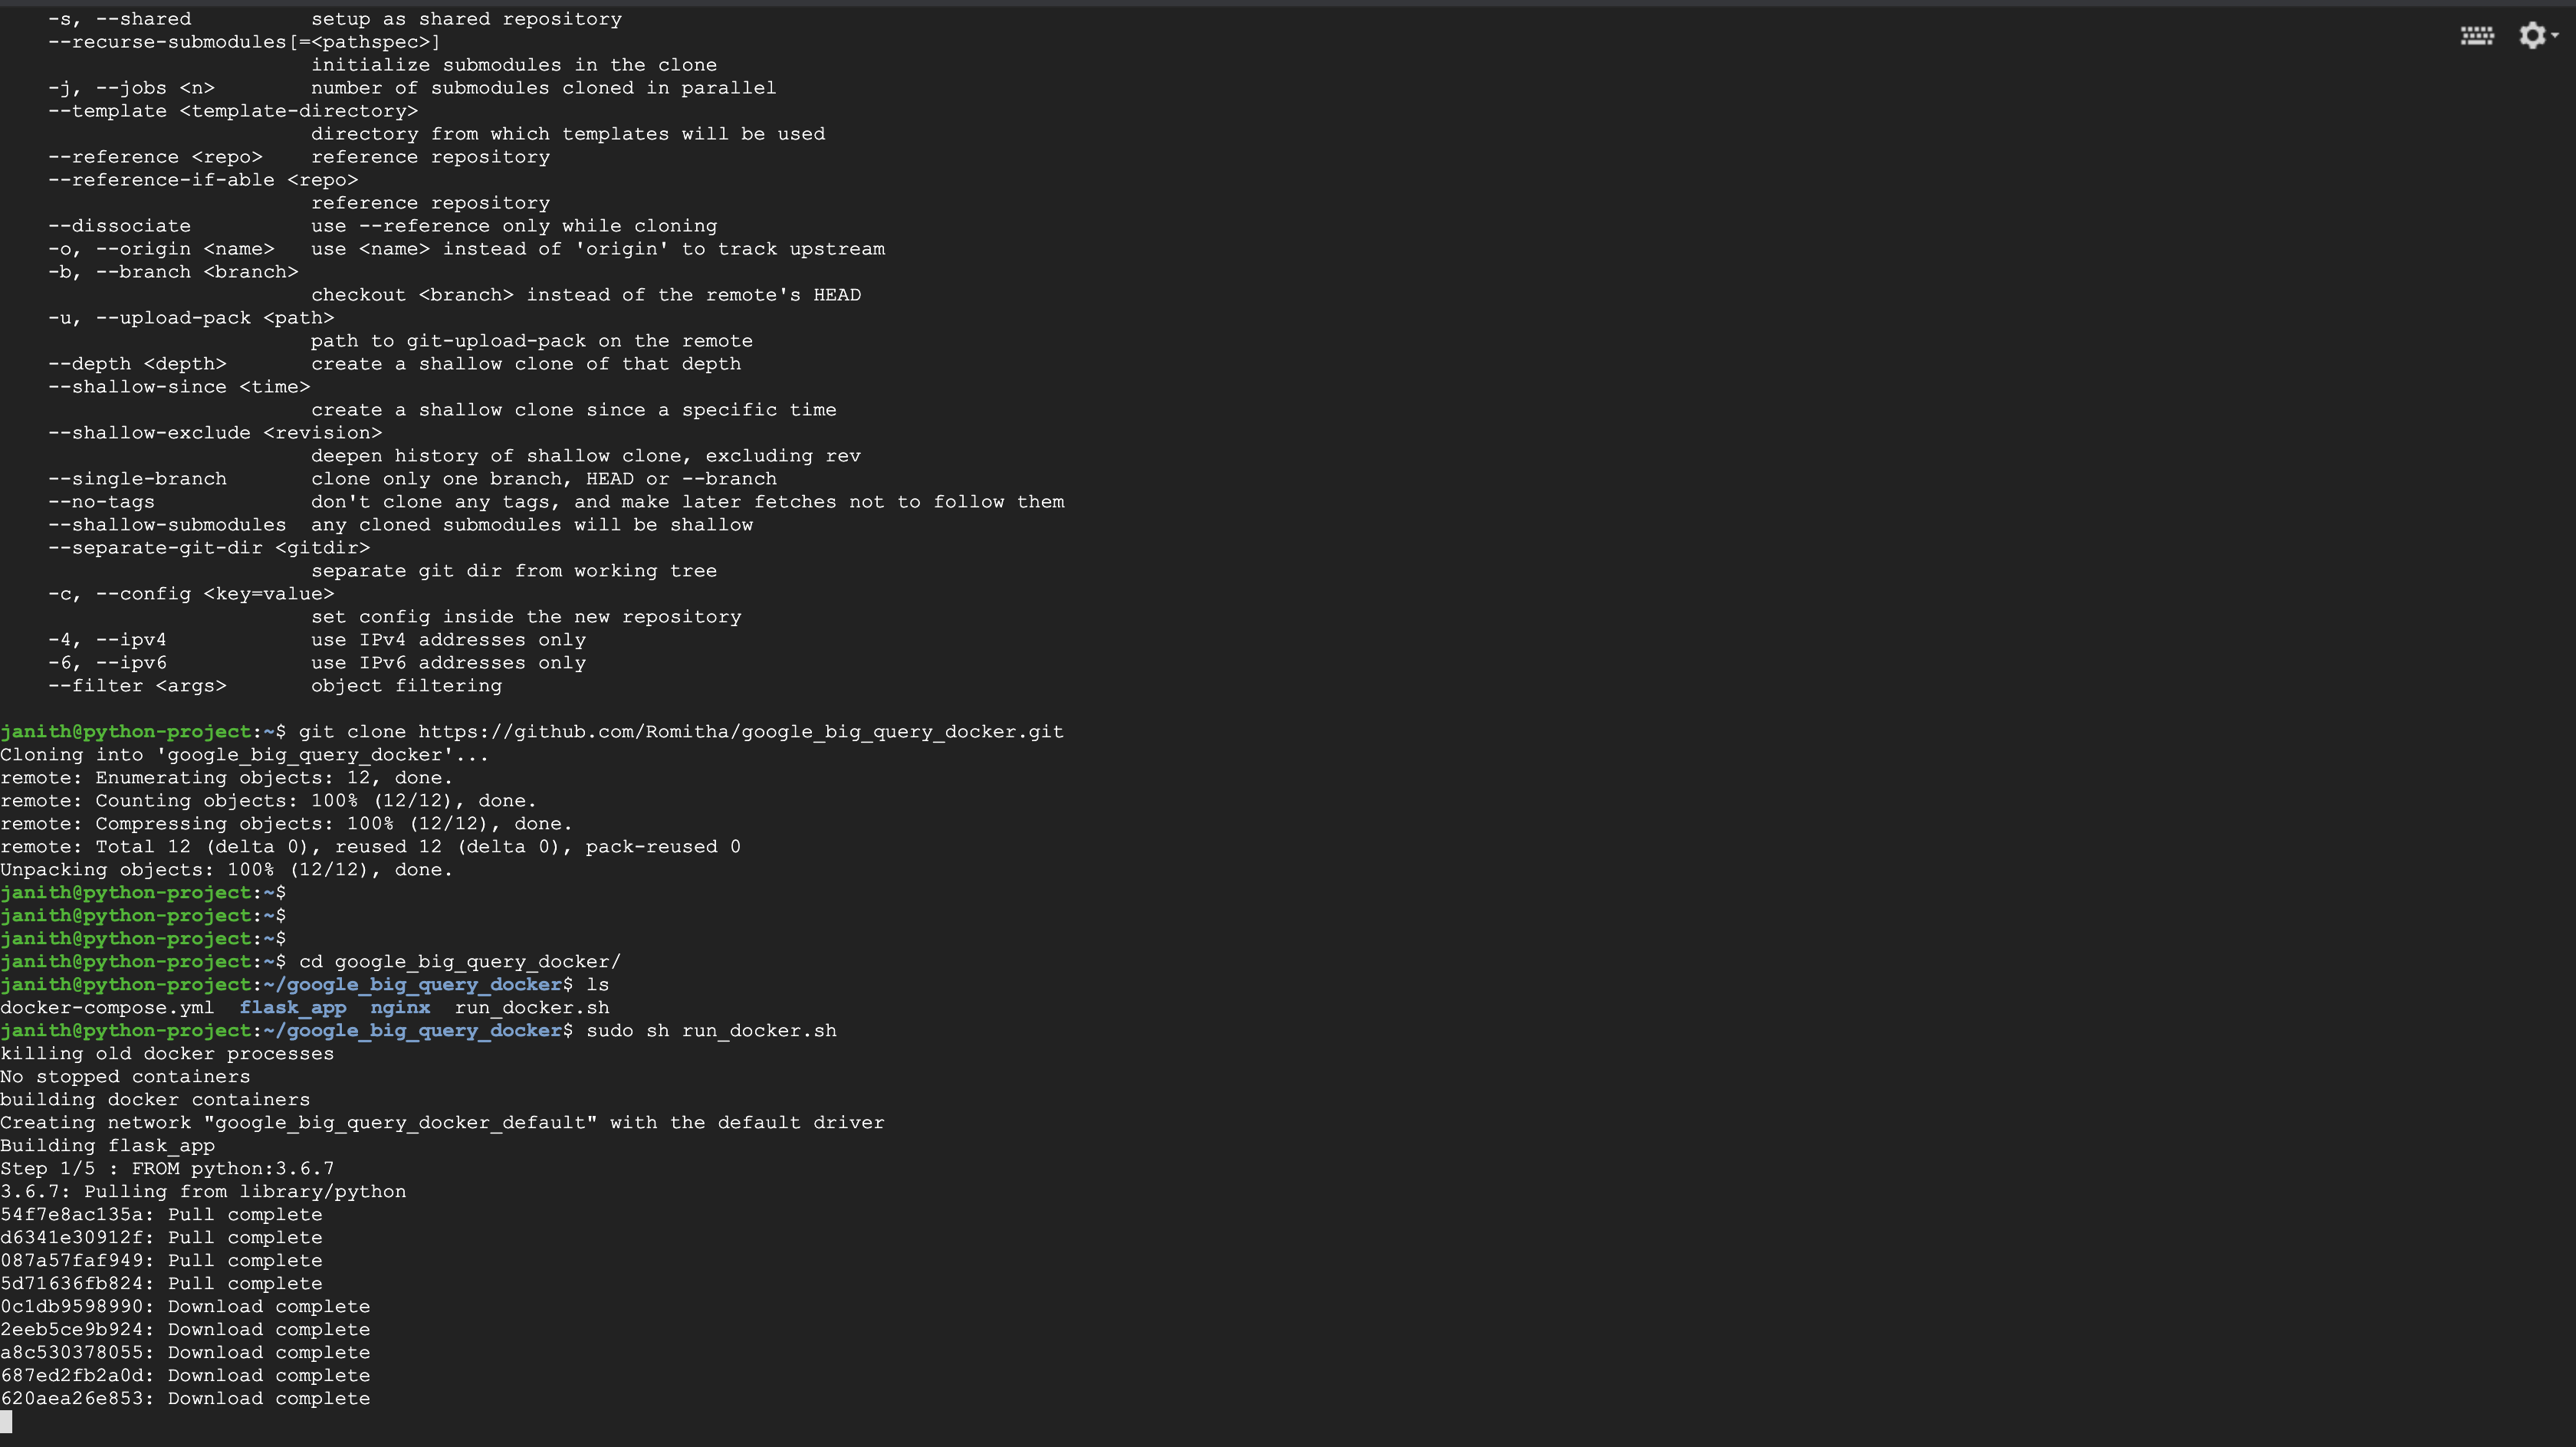 -s, --shared          setup as shared repository
    --recurse-submodules[=<pathspec>]
                          initialize submodules in the clone
    -j, --jobs <n>        number of submodules cloned in parallel
    --template <template-directory>
                          directory from which templates will be used
    --reference <repo>    reference repository
    --reference-if-able <repo>
                          reference repository
    --dissociate          use --reference only while cloning
    -o, --origin <name>   use <name> instead of 'origin' to track upstream
    -b, --branch <branch>
                          checkout <branch> instead of the remote's HEAD
    -u, --upload-pack <path>
                          path to git-upload-pack on the remote
    --depth <depth>       create a shallow clone of that depth
    --shallow-since <time>
                          create a shallow clone since a specific time
    --shallow-exclude <revision>
                          deepen history of shallow clone, excluding rev
    --single-branch       clone only one branch, HEAD or --branch
    --no-tags             don't clone any tags, and make later fetches not to follow them
    --shallow-submodules  any cloned submodules will be shallow
    --separate-git-dir <gitdir>
                          separate git dir from working tree
    -c, --config <key=value>
                          set config inside the new repository
    -4, --ipv4            use IPv4 addresses only
    -6, --ipv6            use IPv6 addresses only
    --filter <args>       object filtering

janith@python-project:~$ git clone https://github.com/Romitha/google_big_query_docker.git
Cloning into 'google_big_query_docker'...
remote: Enumerating objects: 12, done.
remote: Counting objects: 100% (12/12), done.
remote: Compressing objects: 100% (12/12), done.
remote: Total 12 (delta 0), reused 12 (delta 0), pack-reused 0
Unpacking objects: 100% (12/12), done.
janith@python-project:~$
janith@python-project:~$
janith@python-project:~$
janith@python-project:~$ cd google_big_query_docker/
janith@python-project:~/google_big_query_docker$ ls
docker-compose.yml  flask_app  nginx  run_docker.sh
janith@python-project:~/google_big_query_docker$ sudo sh run_docker.sh
killing old docker processes
No stopped containers
building docker containers
Creating network "google_big_query_docker_default" with the default driver
Building flask_app
Step 1/5 : FROM python:3.6.7
3.6.7: Pulling from library/python
54f7e8ac135a: Pull complete
d6341e30912f: Pull complete
087a57faf949: Pull complete
5d71636fb824: Pull complete
0c1db9598990: Download complete
2eeb5ce9b924: Download complete
a8c530378055: Download complete
687ed2fb2a0d: Download complete
620aea26e853: Download complete